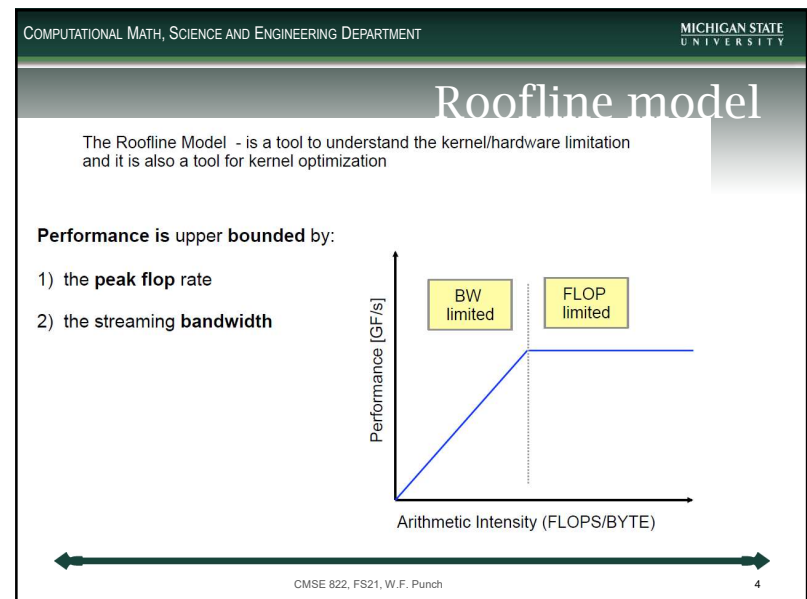 COMPUTATIONAL MATH, SCIENCE AND ENGINEERING DEPARTMENT
MICHIGAN STATE
UNIVERSITY
Roofline model
The Roofline Model - is a tool to understand the kernel/hardware limitation
and it is also a tool for kernel optimization
Performance is upper bounded by:
1) the peak flop rate
2) the streaming bandwidth
Performance [GF/s]
BW
limited
FLOP
limited
Arithmetic Intensity (FLOPS/BYTE)
CMSE 822, FS21, W.F. Punch
4